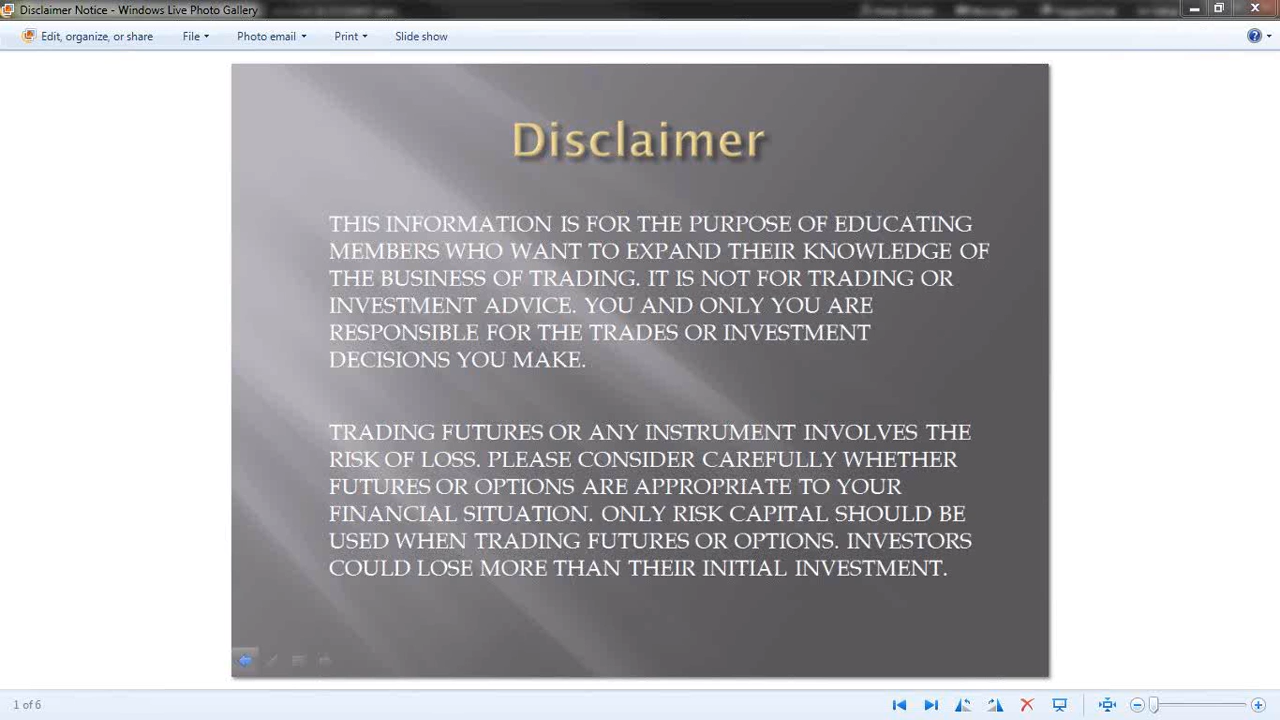 Disclaimer Notice - Windows Live Photo Gallery
Edit, organize, or share File Photo email Print Slide show
Disclaimer
THIS INFORMATION IS FOR THE PURPOSE OF EDUCATING
MEMBERS WHO WANT TO EXPAND THEIR KNOWLEDGE OF
THE BUSINESS OF TRADING. IT IS NOT FOR TRADING OR
INVESTMENT ADVICE. YOU AND ONLY YOU ARE
RESPONSIBLE FOR THE TRADES OR INVESTMENT
DECISIONS YOU MAKE.
TRADING FUTURES OR ANY INSTRUMENT INVOLVES THE
RISK OF LOSS. PLEASE CONSIDER CAREFULLY WHETHER
FUTURES OR OPTIONS ARE APPROPRIATE TO YOUR
FINANCIAL SITUATION. ONLY RISK CAPITAL SHOULD BE
USED WHEN TRADING FUTURES OR OPTIONS. INVESTORS
COULD LOSE MORE THAN THEIR INITIAL INVESTMENT.
1 of 6